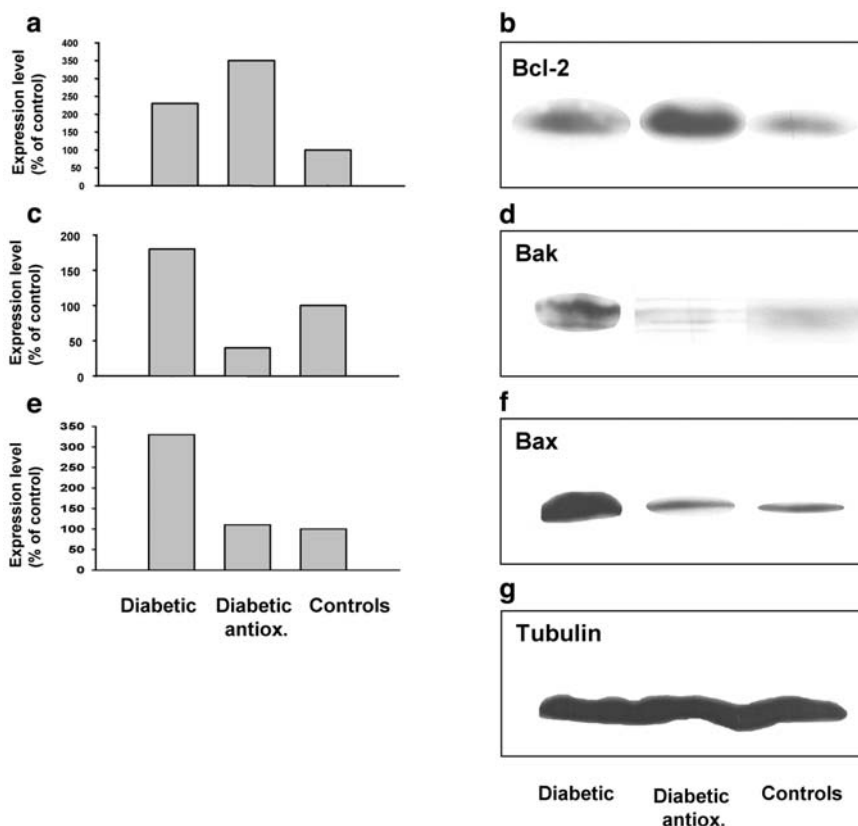 a
Expression level
(% of control)
400
350
300
250
200
150
100
50
0
b
Bcl-2
c
Expression level
(% of control)
200
150
100
50
0
d
Bak
e
Expression level
(% of control)
350
300
250
200
150
100
50
0
Diabetic
Diabetic
antiox.
Controls
f
Bax
g
Tubulin
Diabetic
Diabetic
antiox.
Controls